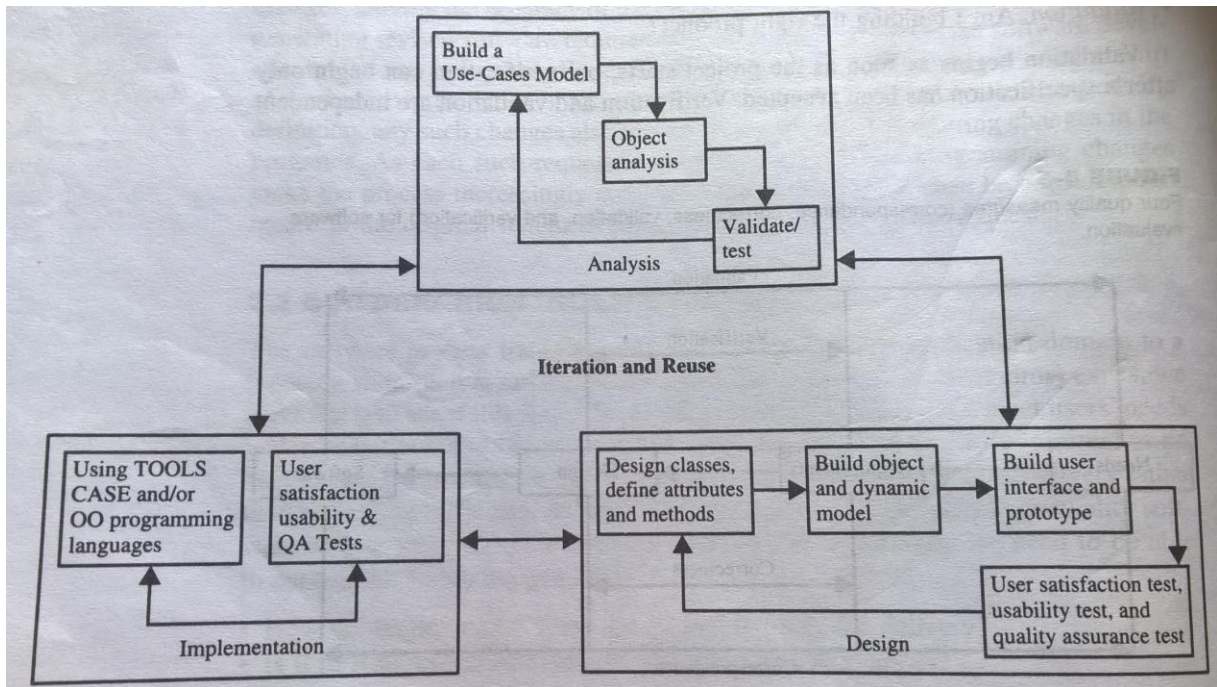 Build a
Use-Cases Model
Object
analysis
Validate/
test
Analysis
Iteration and Reuse
Using TOOLS
CASE and/or
OO programming
languages
User
satisfaction
usability &
QA Tests
Implementation
Design classes,
define attributes
and methods
Build object
and dynamic
model
Build user
interface and
prototype
User satisfaction test,
usability test, and
quality assurance test
Design